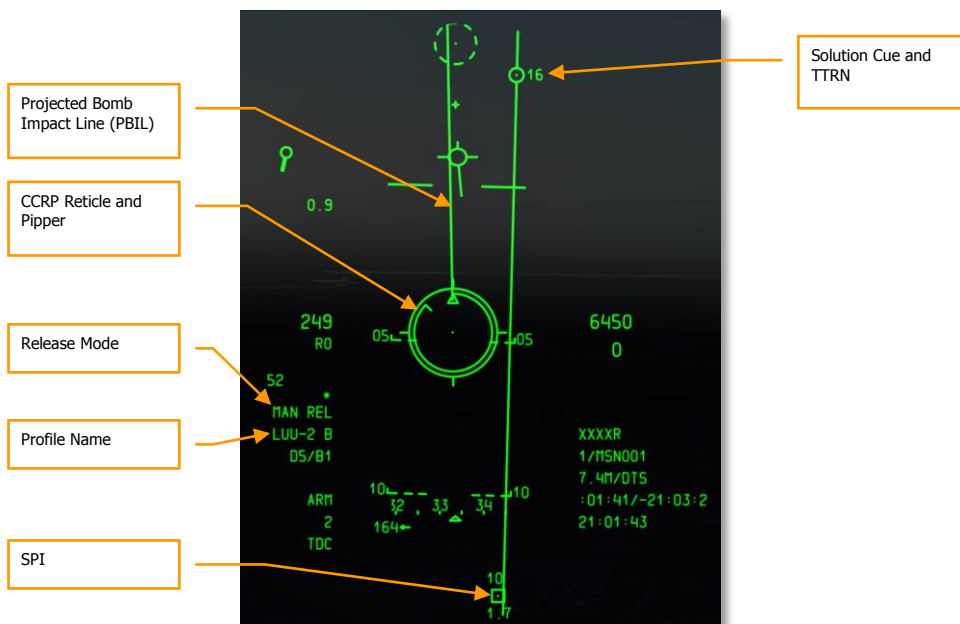 Solution Cue and
TTRN
Projected Bomb
Impact Line (PBIL)
CCRP Reticle and
Pipper
Release Mode
Profile Name
SPI
16
0.9
249
RO
05
05
6450
0
52
*
MAN REL
LUU-2 B
D5/B1
ARM
2
TDC
XXXXR
1/MSN001
7.4M/DTS
:01:41/-21:03:2
21:01:43
10
10
32 . 33 . 34
164←
10
1.7